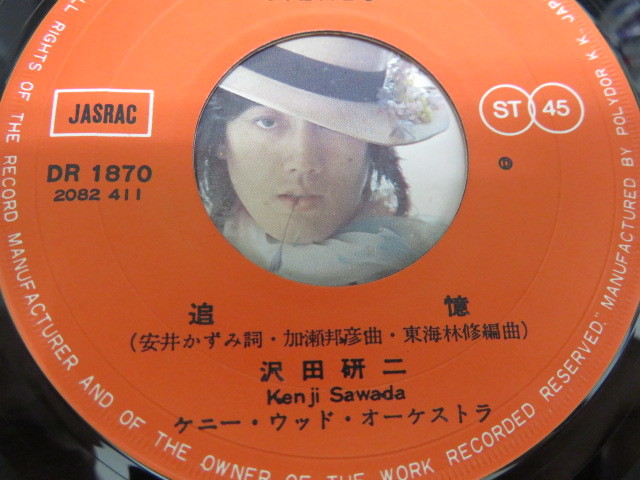 STEREO
JASRAC
DR 1870
2082 411
ST 45
追憶
(安井かずみ詞・加瀬邦彦曲・東海林修編曲)
沢田研二
Kenji Sawada
ケニー・ウッド・オーケストラ
ALL RIGHTS OF THE RECORD MANUFACTURER AND OF THE OWNER OF THE WORK RECORDED RESERVED."
MANUFACTURED BY POLYDOR K. K. JAP